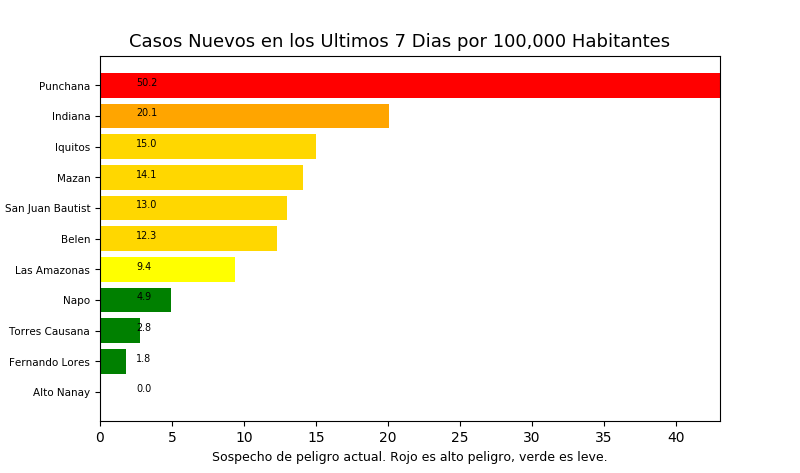 Casos Nuevos en los Ultimos 7 Dias por 100,000 Habitantes
Punchana 50.2
Indiana 20.1
Iquitos 15.0
Mazan 14.1
San Juan Bautist 13.0
Belen 12.3
Las Amazonas 9.4
Napo 4.9
Torres Causana 2.8
Fernando Lores 1.8
Alto Nanay 0.0
0 5 10 15 20 25 30 35 40
Sospecho de peligro actual. Rojo es alto peligro, verde es leve.